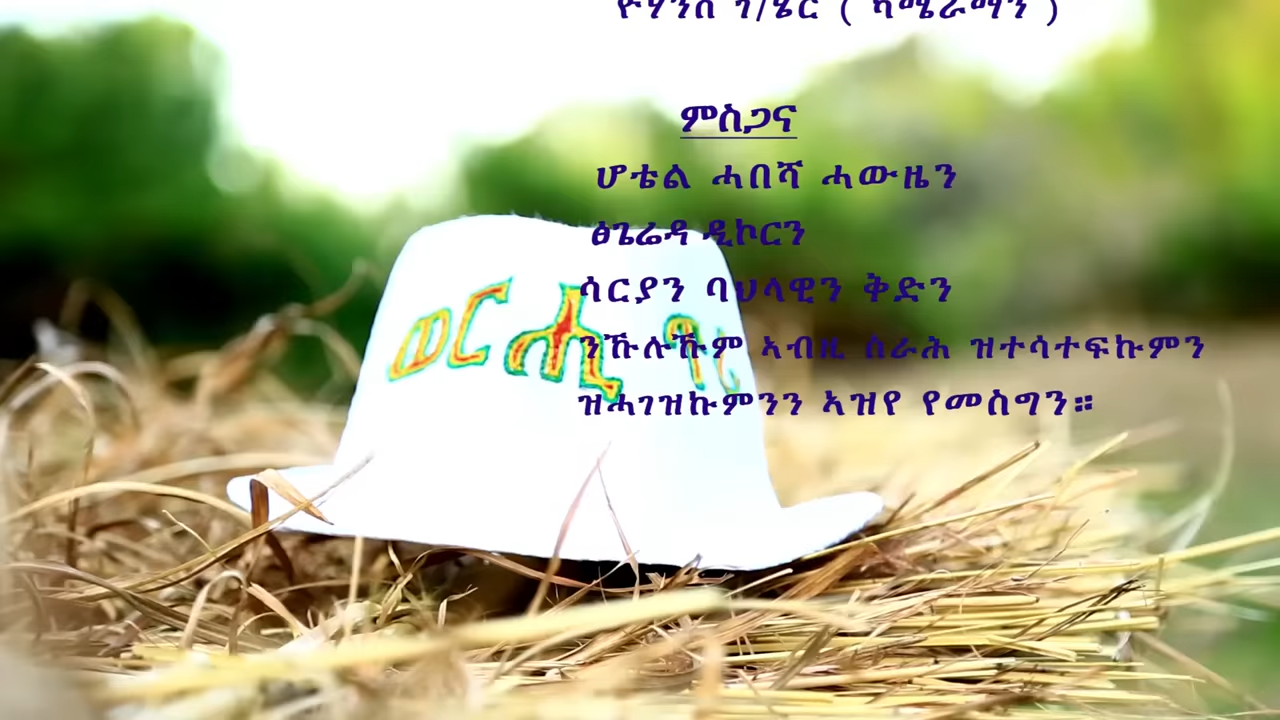 ዮሃንስ ገ/ሄር ( ካሜራማን )
ምስጋና
ሆቴል ሓበሻ ሓውዜን
ፅጌሬዳ ዲኮርን
ሳርያን ባህላዊን ቅድን
ንኹሉኹም ኣብዚ ስራሕ ዝተሳተፍኩምን
ዝሓገዝኩምንን ኣዝየ የመስግን።
ወርሒ